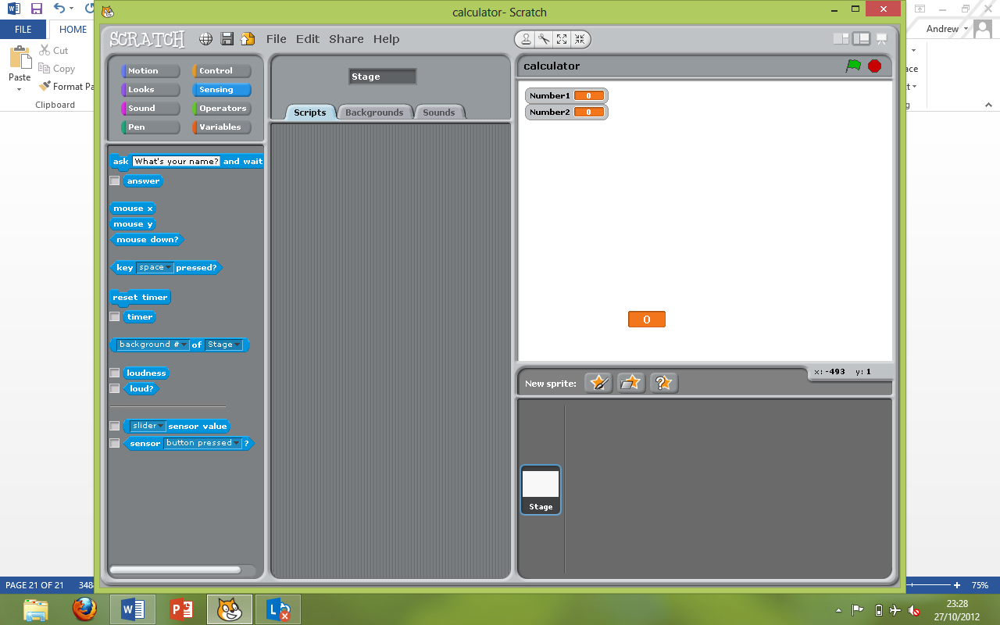 calculator- Scratch
FILE
HOME
Andrew
Paste
Cut
Copy
Format Pa
Clipboard
SCRATCH
File Edit Share Help
Motion Control
Looks Sensing
Sound Operators
Pen Variables
ask What's your name? and wait
answer
mouse x
mouse y
mouse down?
key space pressed?
reset timer
timer
background # of Stage
loudness
loud?
slider sensor value
sensor button pressed ?
Stage
Scripts Backgrounds Sounds
calculator
Number1 0
Number2 0
0
x: -493 y: 1
New sprite:
Stage
PAGE 21 OF 21 348
75%
23:28
27/10/2012